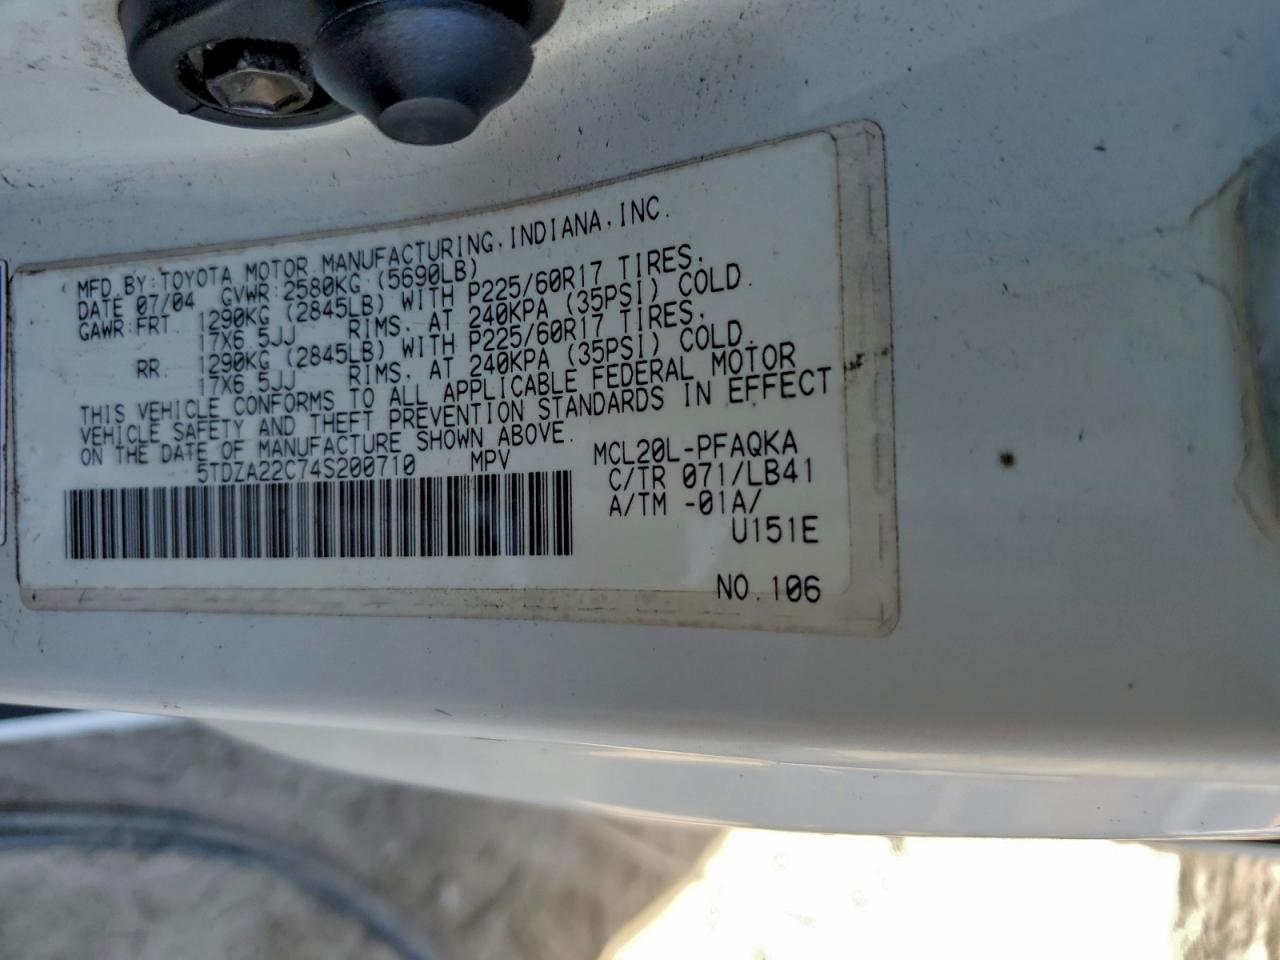 MFD.BY:TOYOTA MOTOR MANUFACTURING,INDIANA,INC.
DATE 07/04 GVWR:2580KG (5690LB)
GAWR:FRT. 1290KG (2845LB) WITH P225/60R17 TIRES,
17X6.5JJ RIMS, AT 240KPA (35PSI) COLD.
RR. 1290KG (2845LB) WITH P225/60R17 TIRES,
17X6.5JJ RIMS, AT 240KPA (35PSI) COLD.
THIS VEHICLE CONFORMS TO ALL APPLICABLE FEDERAL MOTOR
VEHICLE SAFETY AND THEFT PREVENTION STANDARDS IN EFFECT
ON THE DATE OF MANUFACTURE SHOWN ABOVE.
5TDZA22C74S200710 MPV MCL20L-PFAQKA
C/TR 071/LB41
A/TM -01A/
U151E
NO.106